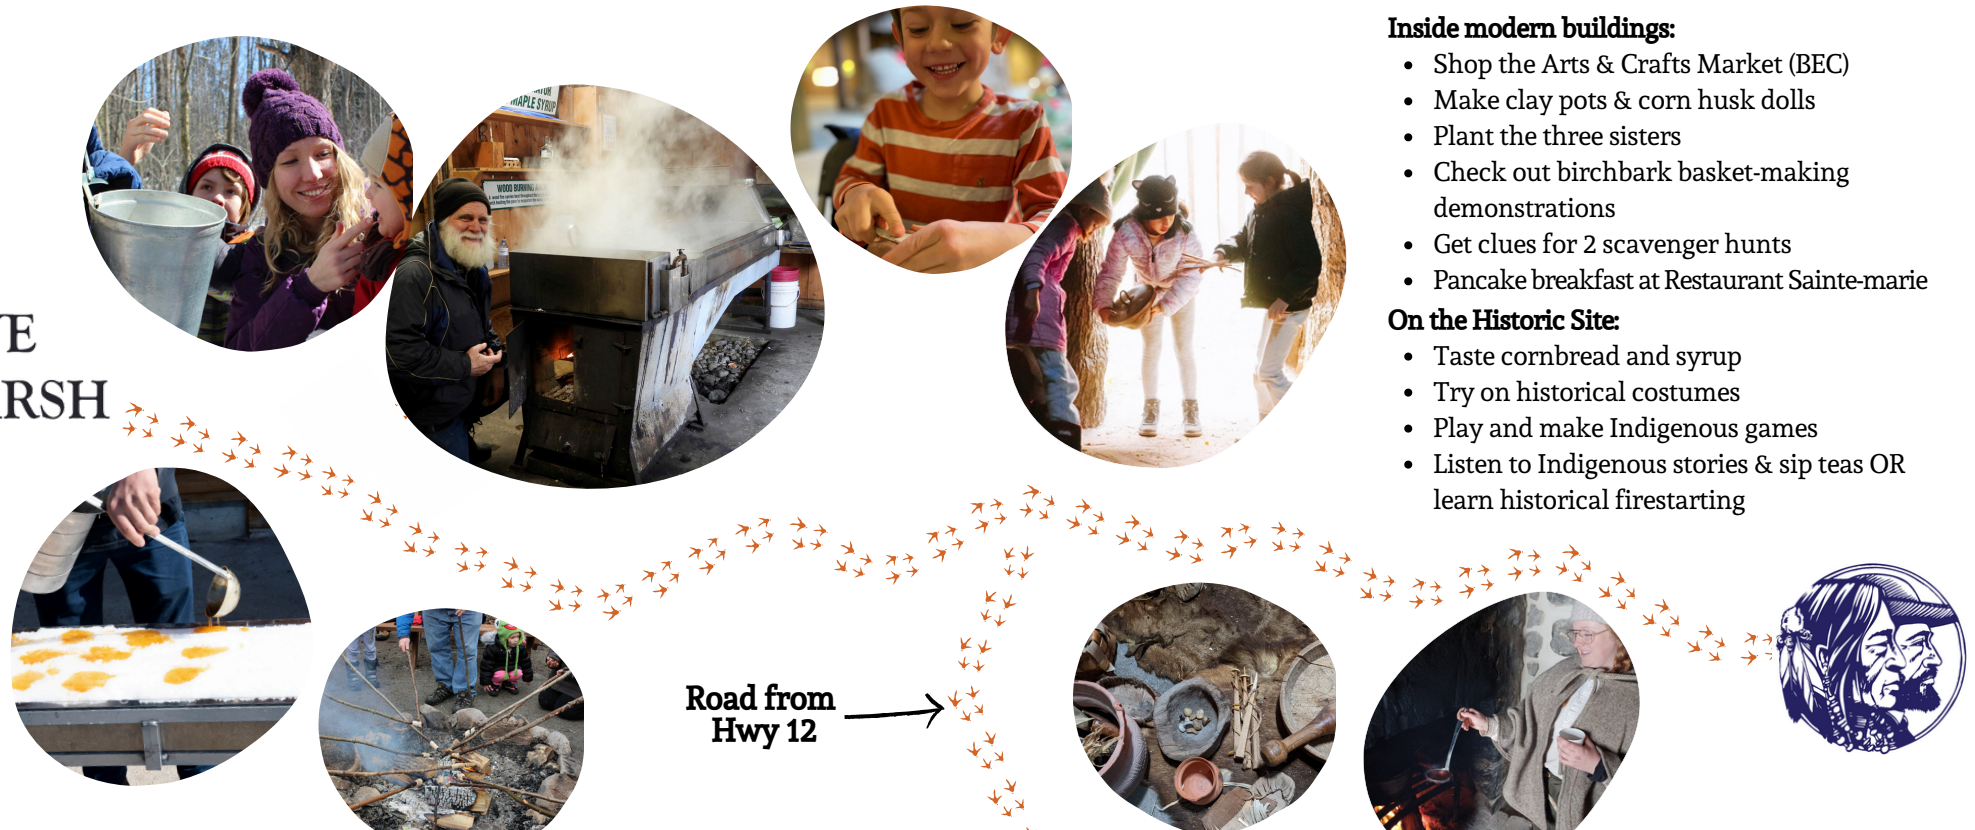 Inside modern buildings:
Shop the Arts & Crafts Market (BEC)
Make clay pots & corn husk dolls
Plant the three sisters
Check out birchbark basket-making
demonstrations
Get clues for 2 scavenger hunts
Pancake breakfast at Restaurant Sainte-marie
On the Historic Site:
Taste cornbread and syrup
Try on historical costumes
Play and make Indigenous games
Listen to Indigenous stories & sip teas OR
learn historical firestarting
MAPLE SYRUP
WOOD BURNING
Road from
Hwy 12